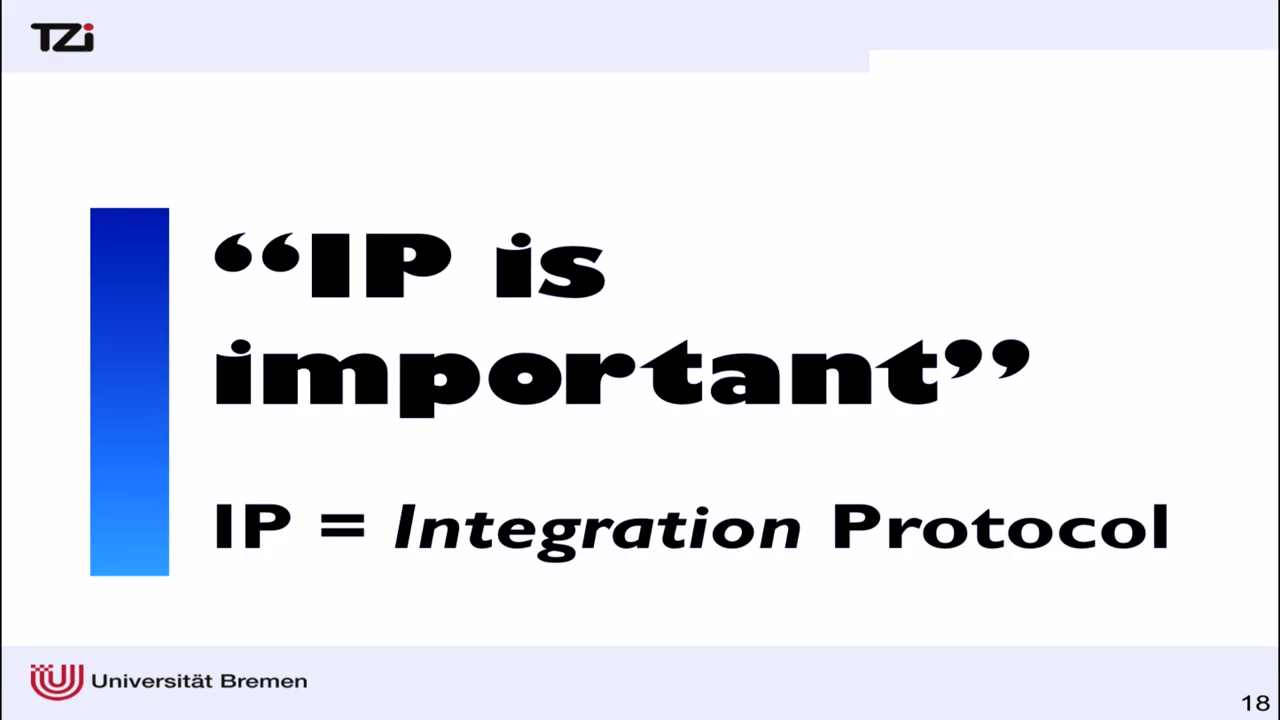 TZi
“IP is
important”
IP = Integration Protocol
Universität Bremen
18